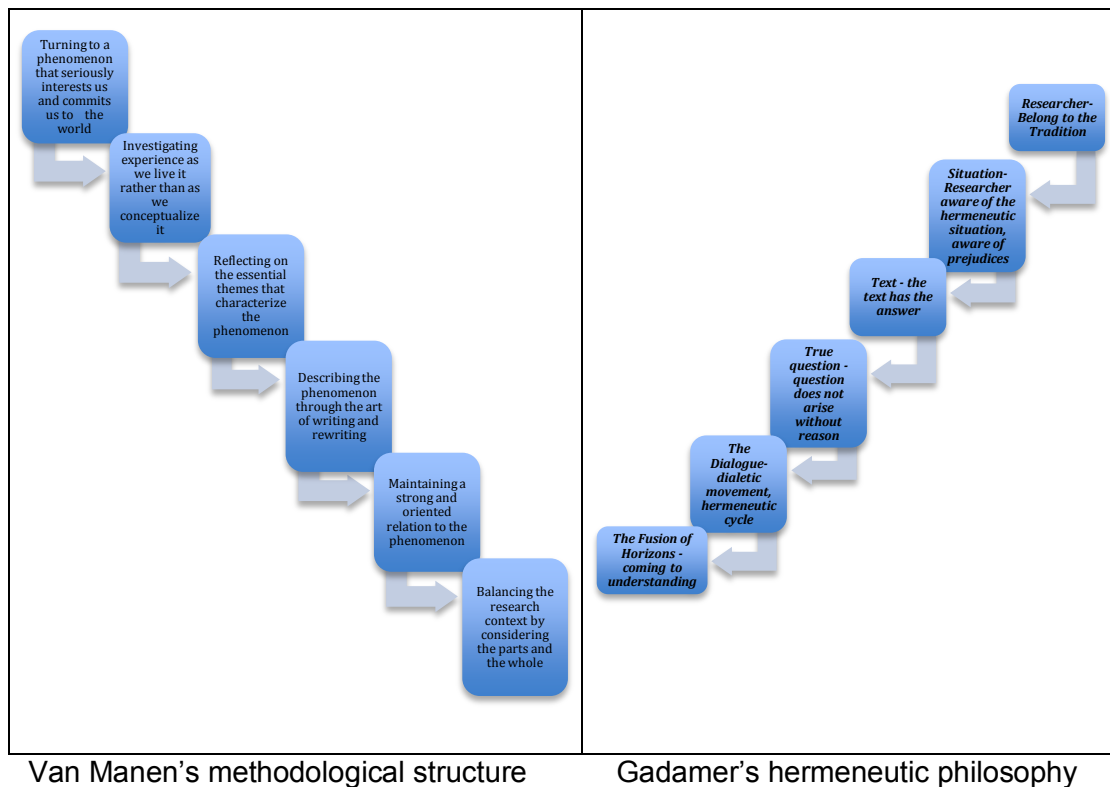 Turning to a
phenomenon
that seriously
interests us
and commits
us to the
world
Investigating
experience as
we live it
rather than as
we
conceptualize
it
Reflecting on
the essential
themes that
characterize
the
phenomenon
Describing the
phenomenon
through the art
of writing and
rewriting
Maintaining a
strong and
oriented
relation to the
phenomenon
Balancing the
research
context by
considering
the parts and
the whole
Researcher-
Belong to the
Tradition
Situation-
Researcher
aware of the
hermeneutic
situation,
aware of
prejudices
Text - the
text has the
answer
True
question -
question
does not
arise
without
reason
The
Dialogue-
dialetic
movement,
hermeneutic
cycle
The Fusion of
Horizons -
coming to
understanding
Van Manen's methodological structure
Gadamer's hermeneutic philosophy